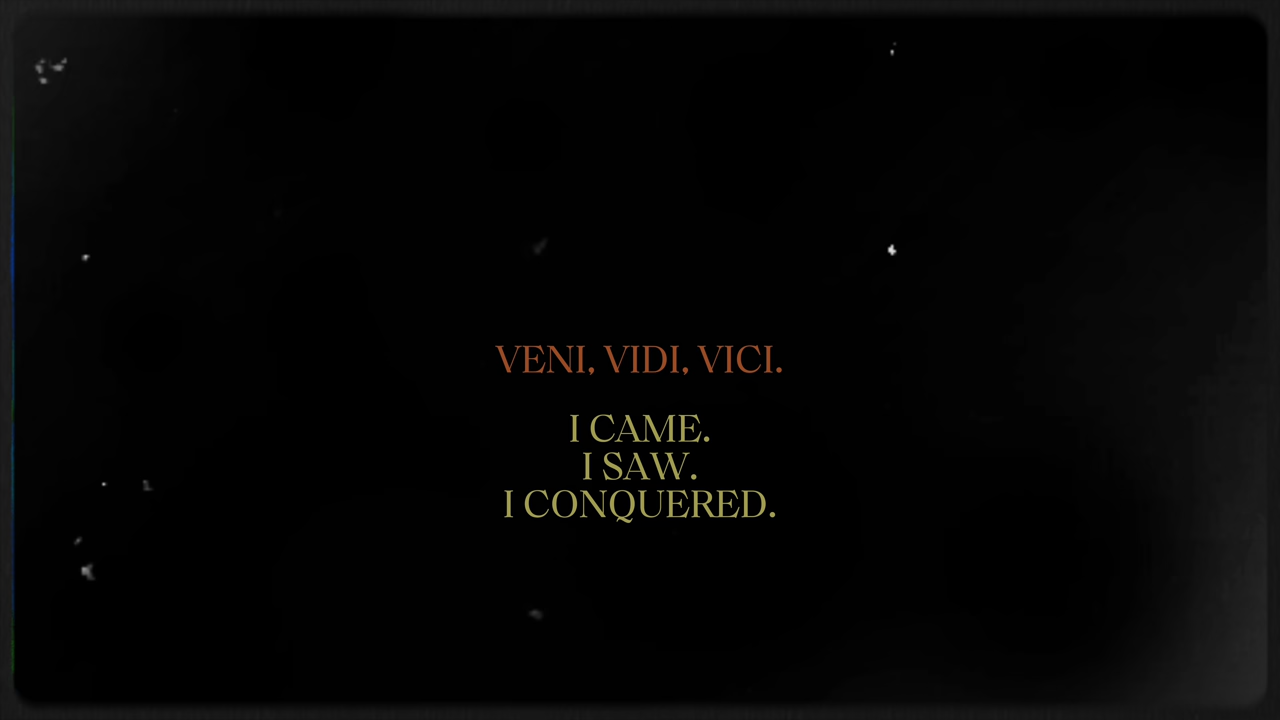 VENI, VIDI, VICI.
I CAME.
I SAW.
I CONQUERED.